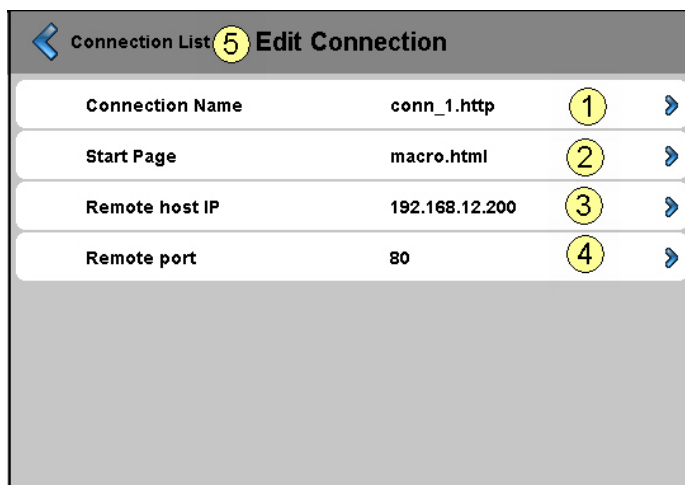 Connection List 5 Edit Connection
Connection Name conn_1.http 1
Start Page macro.html 2
Remote host IP 192.168.12.200 3
Remote port 80 4